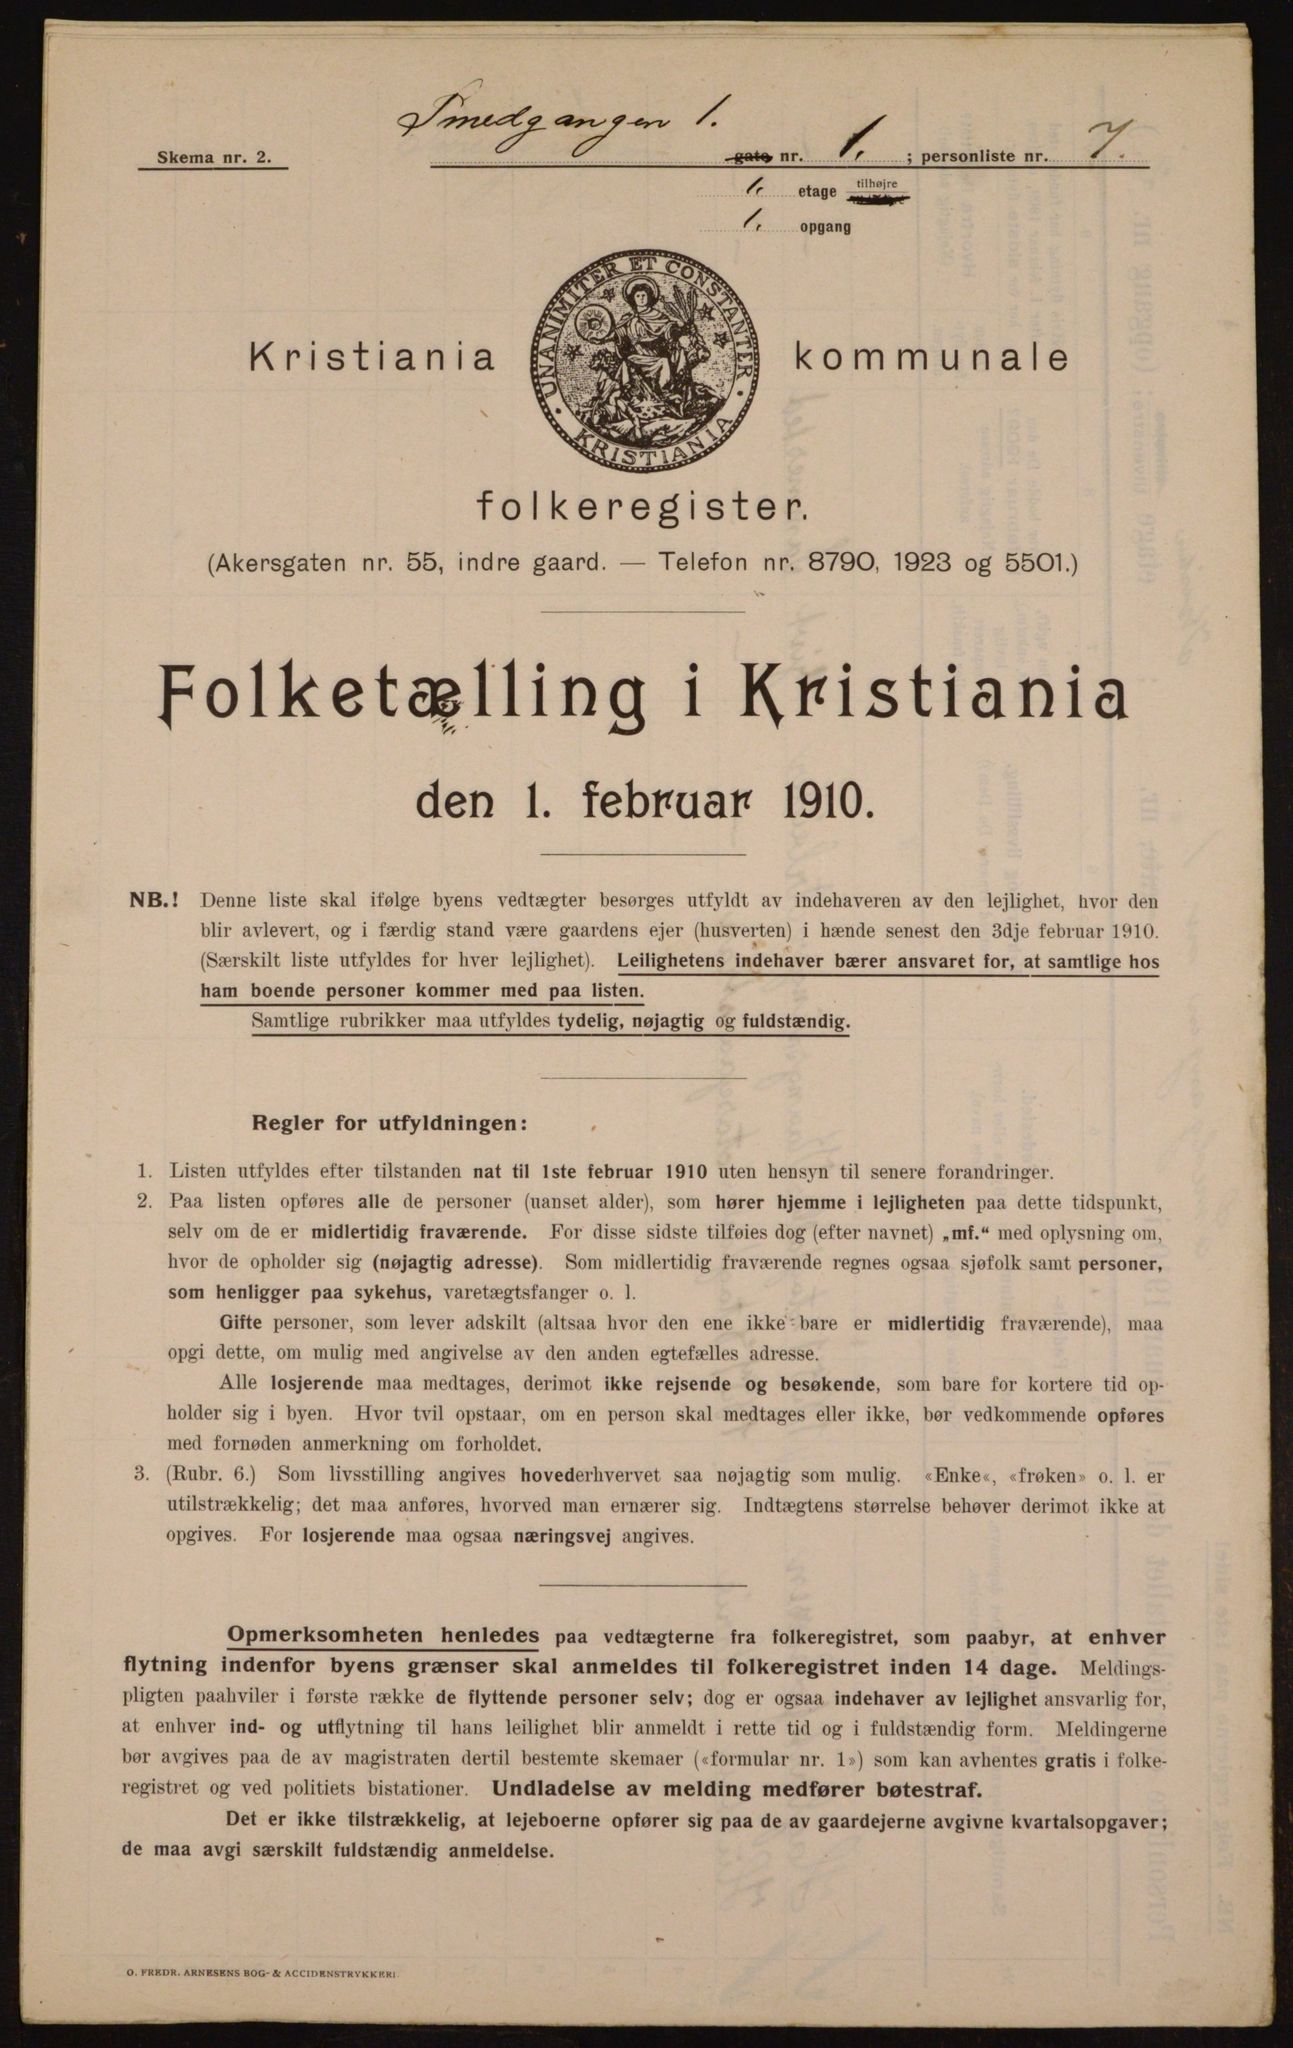 Smedgangen 1.
Skema nr. 2.
gate nr. 1. ; personliste nr. 7.
1. etage tilhøjre
1. opgang
UNANIMITER ET CONSTANTER
KRISTIANIA
Kristiania kommunale
folkeregister.
(Akersgaten nr. 55, indre gaard. — Telefon nr. 8790, 1923 og 5501.)
Folketælling i Kristiania
den 1. februar 1910.
NB.! Denne liste skal ifølge byens vedtægter besørges utfyldt av indehaveren av den lejlighet, hvor den
blir avlevert, og i færdig stand være gaardens ejer (husverten) i hænde senest den 3dje februar 1910.
(Særskilt liste utfyldes for hver lejlighet). Leilighetens indehaver bærer ansvaret for, at samtlige hos
ham boende personer kommer med paa listen.
Samtlige rubrikker maa utfyldes tydelig, nøjagtig og fuldstændig.
Regler for utfyldningen:
1. Listen utfyldes efter tilstanden nat til 1ste februar 1910 uten hensyn til senere forandringer.
2. Paa listen opføres alle de personer (uanset alder), som hører hjemme i lejligheten paa dette tidspunkt,
selv om de er midlertidig fraværende. For disse sidste tilføies dog (efter navnet) „mf.“ med oplysning om,
hvor de opholder sig (nøjagtig adresse). Som midlertidig fraværende regnes ogsaa sjøfolk samt personer,
som henligger paa sykehus, varetægtsfanger o. l.
Gifte personer, som lever adskilt (altsaa hvor den ene ikke bare er midlertidig fraværende), maa
opgi dette, om mulig med angivelse av den anden egtefælles adresse.
Alle losjerende maa medtages, derimot ikke rejsende og besøkende, som bare for kortere tid op-
holder sig i byen. Hvor tvil opstaar, om en person skal medtages eller ikke, bør vedkommende opføres
med fornøden anmerkning om forholdet.
3. (Rubr. 6.) Som livsstilling angives hovederhvervet saa nøjagtig som mulig. «Enke«, «frøken» o. l. er
utilstrækkelig; det maa anføres, hvorved man ernærer sig. Indtægtens størrelse behøver derimot ikke at
opgives. For losjerende maa ogsaa næringsvej angives.
Opmerksomheten henledes paa vedtægterne fra folkeregistret, som paabyr, at enhver
flytning indenfor byens grænser skal anmeldes til folkeregistret inden 14 dage. Meldings-
pligten paahviler i første række de flyttende personer selv; dog er ogsaa indehaver av lejlighet ansvarlig for,
at enhver ind- og utflytning til hans leilighet blir anmeldt i rette tid og i fuldstændig form. Meldingerne
bør avgives paa de av magistraten dertil bestemte skemaer («formular nr. 1») som kan avhentes gratis i folke-
registret og ved politiets bistationer. Undladelse av melding medfører bøtestraf.
Det er ikke tilstrækkelig, at lejeboerne opfører sig paa de av gaardejerne avgivne kvartalsopgaver;
de maa avgi særskilt fuldstændig anmeldelse.
O. FREDR. ARNESENS BOG- & ACCIDENSTRYKKERI.